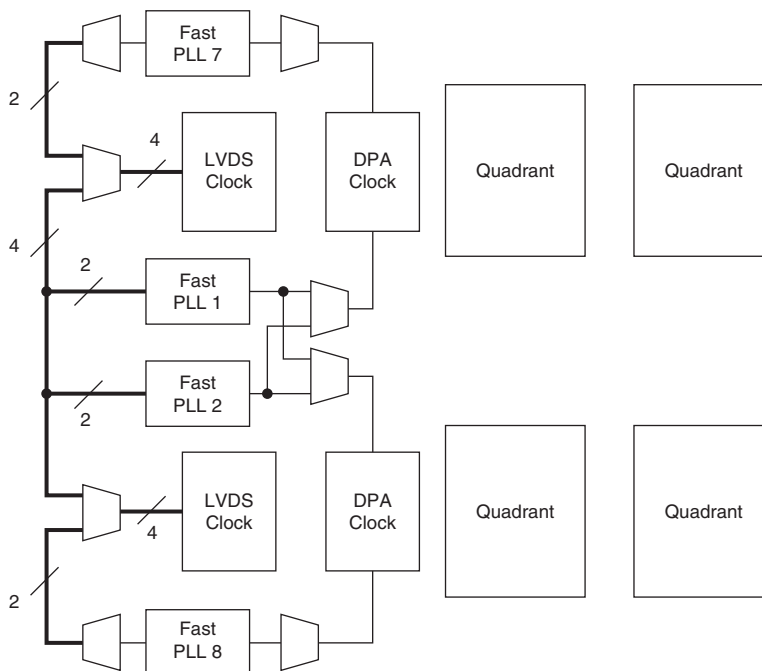 Fast
PLL 7
2
4
LVDS
Clock
DPA
Clock
Quadrant
Quadrant
4
2
Fast
PLL 1
Fast
PLL 2
2
LVDS
Clock
DPA
Clock
Quadrant
Quadrant
4
2
Fast
PLL 8